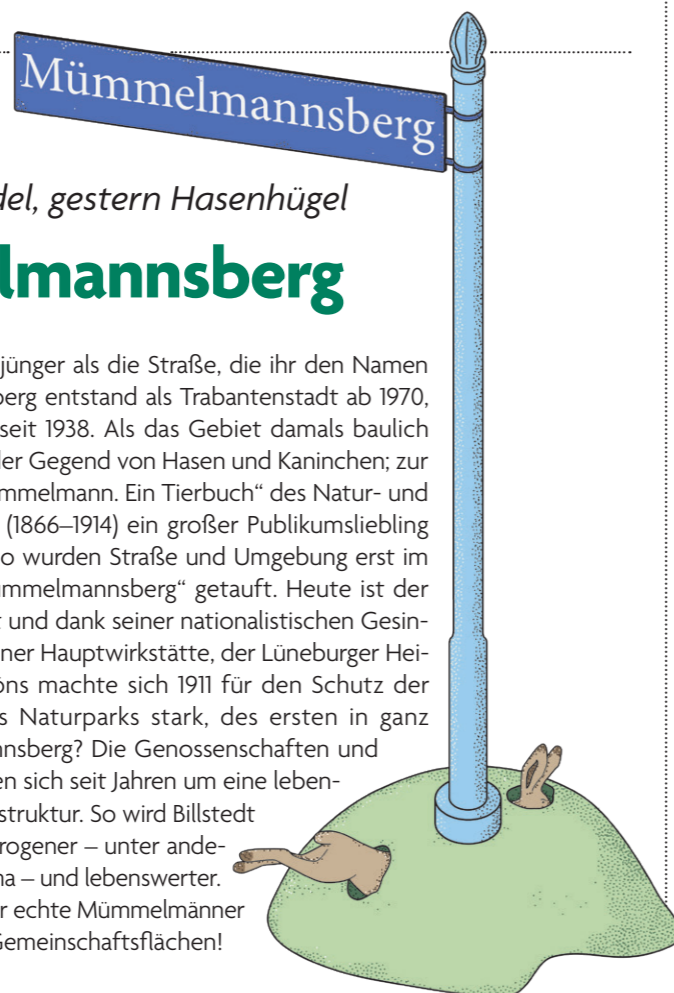 Mümmelmannsberg
del, gestern Hasenhügel
lmannsberg
jünger als die Straße, die ihr den Namen
berg entstand als Trabantenstadt ab 1970,
seit 1938. Als das Gebiet damals baulich
der Gegend von Hasen und Kaninchen; zur
mmelmann. Ein Tierbuch“ des Natur- und
(1866–1914) ein großer Publikumsliebling
o wurden Straße und Umgebung erst im
ümmelmannsberg“ getauft. Heute ist der
t und dank seiner nationalistischen Gesin-
ner Hauptwirkstätte, der Lüneburger Hei-
öns machte sich 1911 für den Schutz der
s Naturparks stark, des ersten in ganz
nnsberg? Die Genossenschaften und
en sich seit Jahren um eine leben-
struktur. So wird Billstedt
rogener – unter ande-
na – und lebenswerter.
r echte Mümmelmänner
Gemeinschaftsflächen!